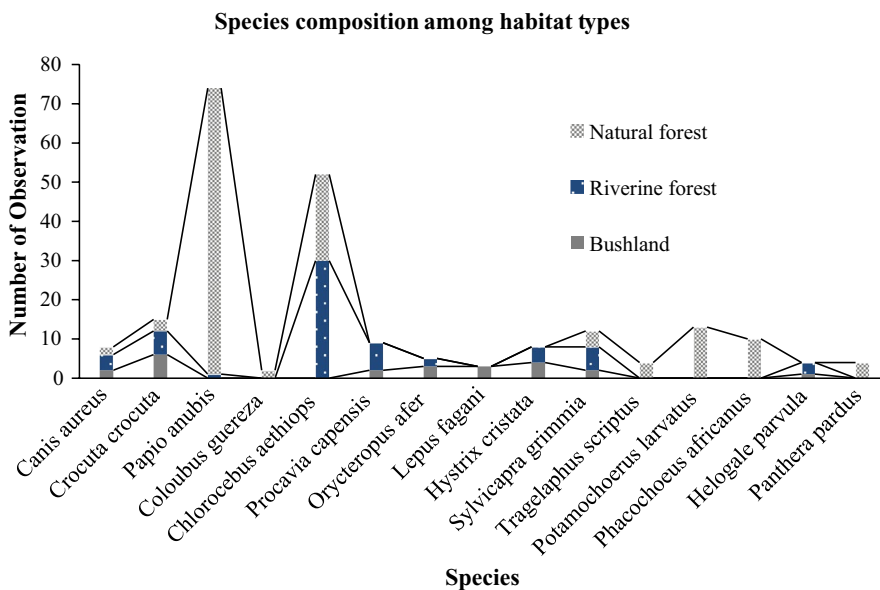 Species composition among habitat types
Number of Observation
80
70
60
50
40
30
20
10
0
Natural forest
Riverine forest
Bushland
Canis aureus
Crocuta crocuta
Papio anubis
Coloubus guereza
Chlorocebus aethiops
Procavia capensis
Orycteropus afer
Lepus fagani
Hystrix cristata
Sylvicapra grimmia
Tragelaphus scriptus
Potamochoerus larvatus
Phacochoeus africanus
Helogale parvula
Panthera pardus
Species